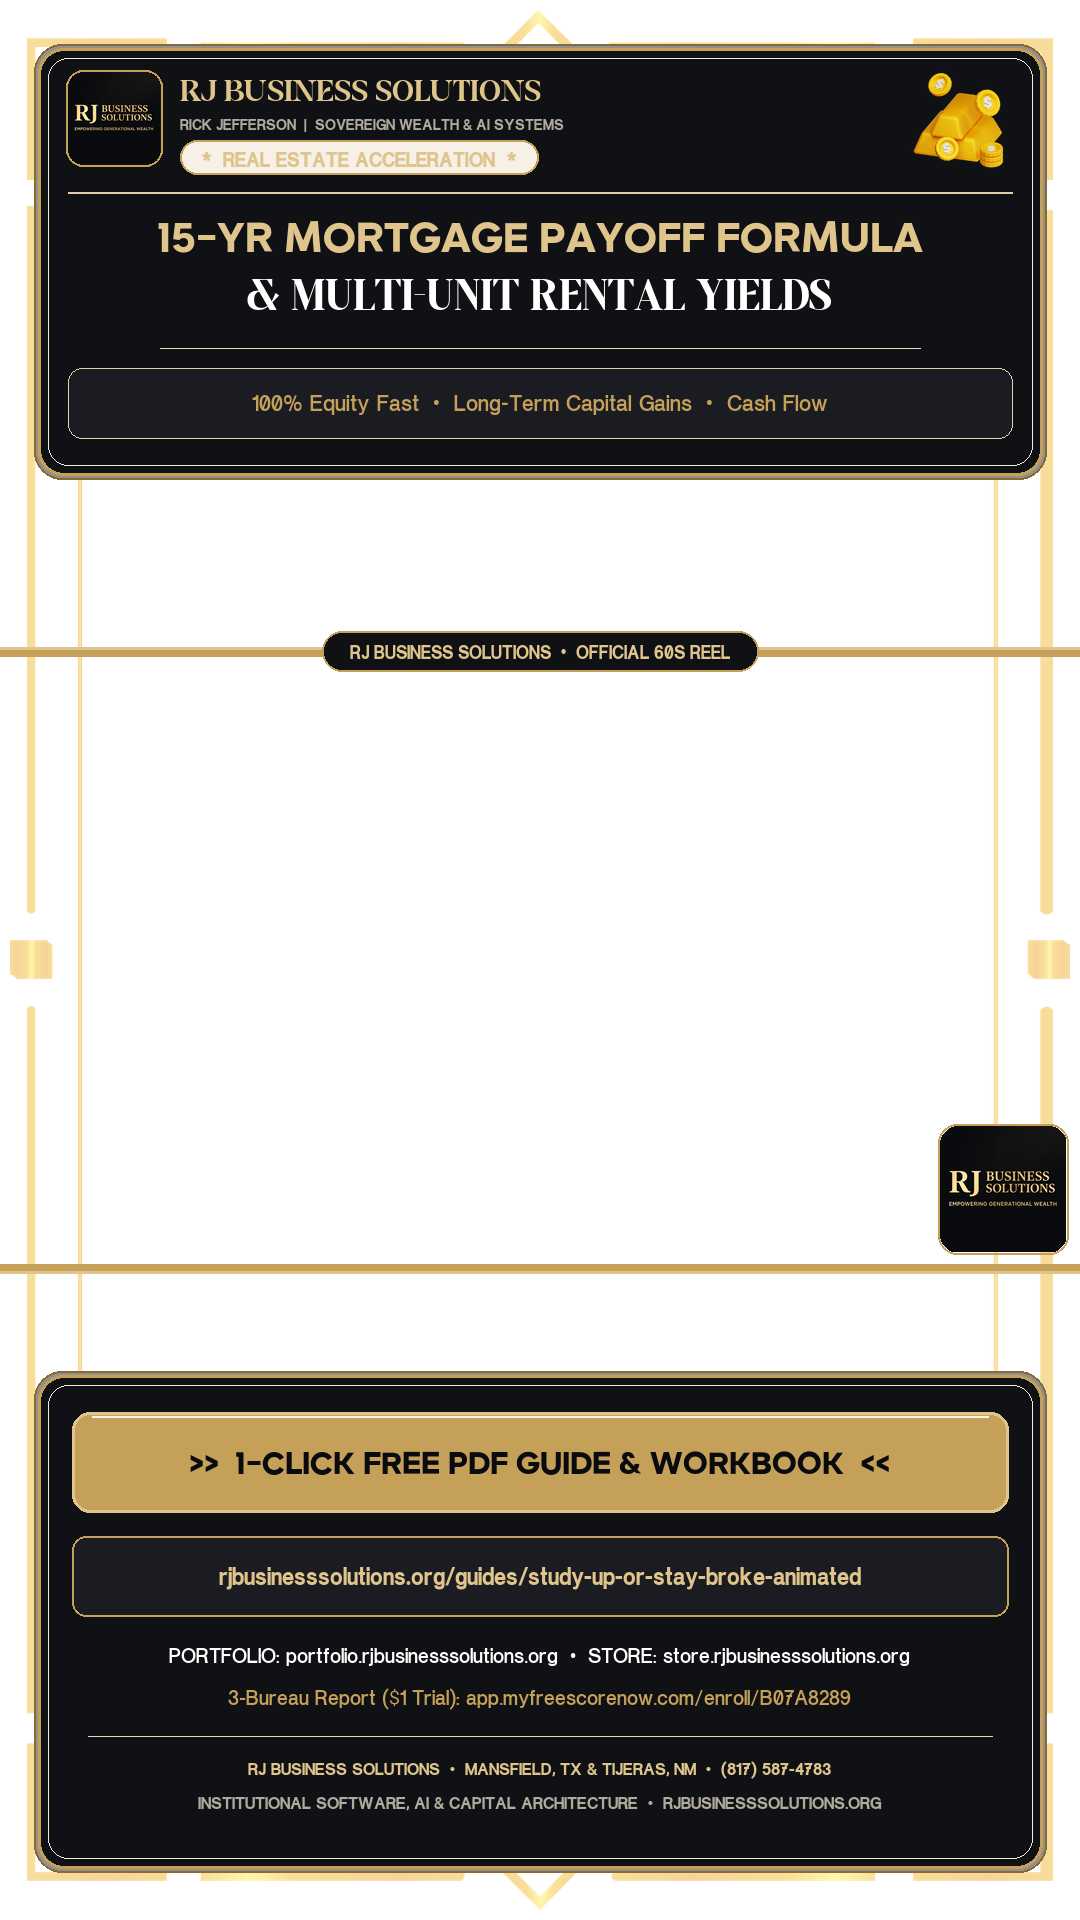 RJ BUSINESS SOLUTIONS
EMPOWERING GENERATIONAL WEALTH
RJ BUSINESS SOLUTIONS
RICK JEFFERSON | SOVEREIGN WEALTH & AI SYSTEMS
* REAL ESTATE ACCELERATION *
15-YR MORTGAGE PAYOFF FORMULA
& MULTI-UNIT RENTAL YIELDS
100% Equity Fast • Long-Term Capital Gains • Cash Flow
RJ BUSINESS SOLUTIONS • OFFICIAL 60S REEL
RJ BUSINESS SOLUTIONS
EMPOWERING GENERATIONAL WEALTH
>> 1-CLICK FREE PDF GUIDE & WORKBOOK <<
rjbusinesssolutions.org/guides/study-up-or-stay-broke-animated
PORTFOLIO: portfolio.rjbusinesssolutions.org • STORE: store.rjbusinesssolutions.org
3-Bureau Report ($1 Trial): app.myfreescorenow.com/enroll/B07A8289
RJ BUSINESS SOLUTIONS • MANSFIELD, TX & TIJERAS, NM • (817) 587-4783
INSTITUTIONAL SOFTWARE, AI & CAPITAL ARCHITECTURE • RJBUSINESSSOLUTIONS.ORG